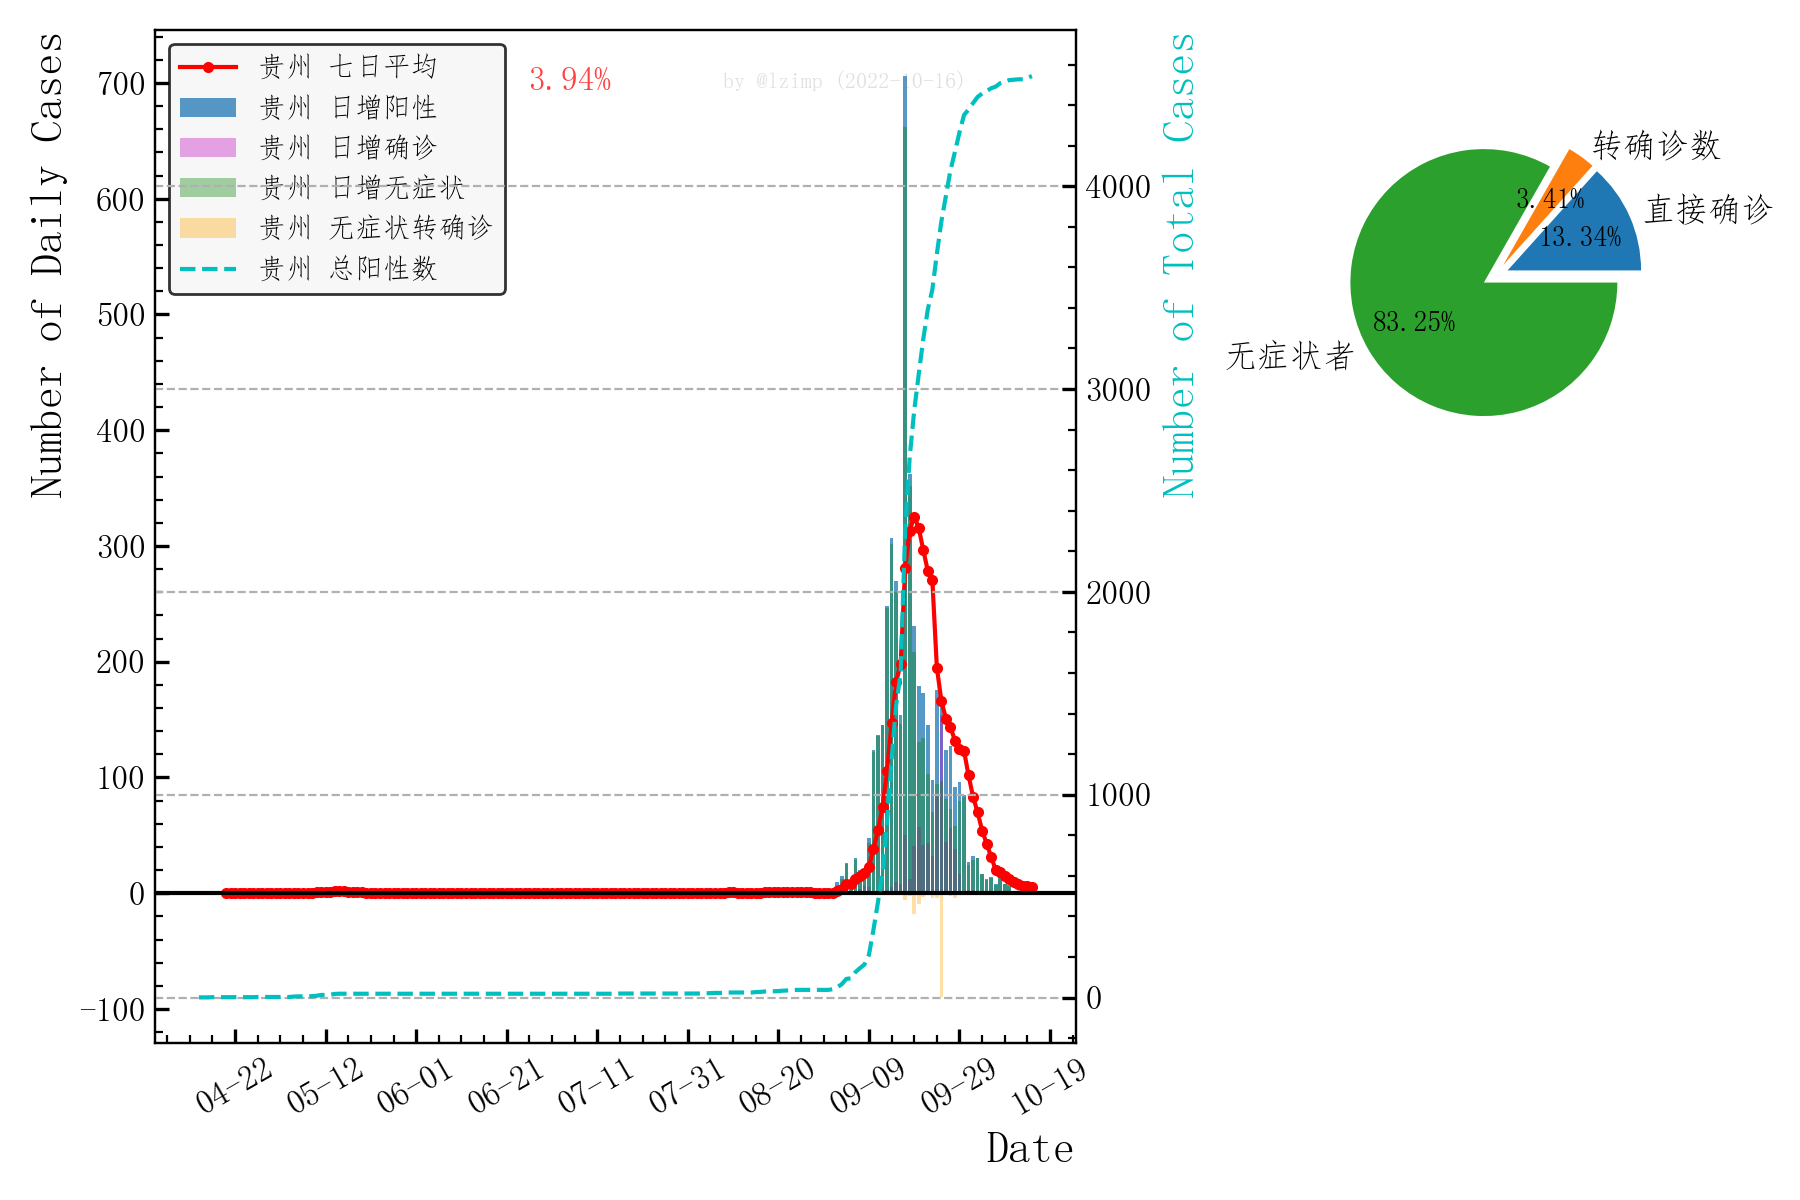 Number of Daily Cases
700
600
500
400
300
200
100
0
-100
贵州 七日平均
贵州 日增阳性
贵州 日增确诊
贵州 日增无症状
贵州 无症状转确诊
贵州 总阳性数
3.94%
by @lzimp (2022-10-16)
4000
3000
2000
1000
0
Number of Total Cases
04-22
05-12
06-01
06-21
07-11
07-31
08-20
09-09
09-29
10-19
Date
转确诊数
3.41%
直接确诊
13.34%
83.25%
无症状者